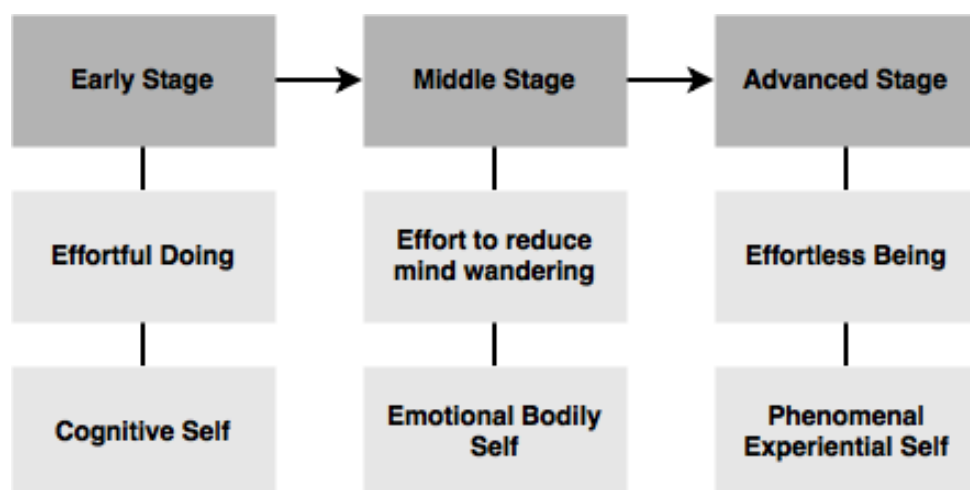 Early Stage
Middle Stage
Advanced Stage
Effortful Doing
Effort to reduce
mind wandering
Effortless Being
Cognitive Self
Emotional Bodily
Self
Phenomenal
Experiential Self